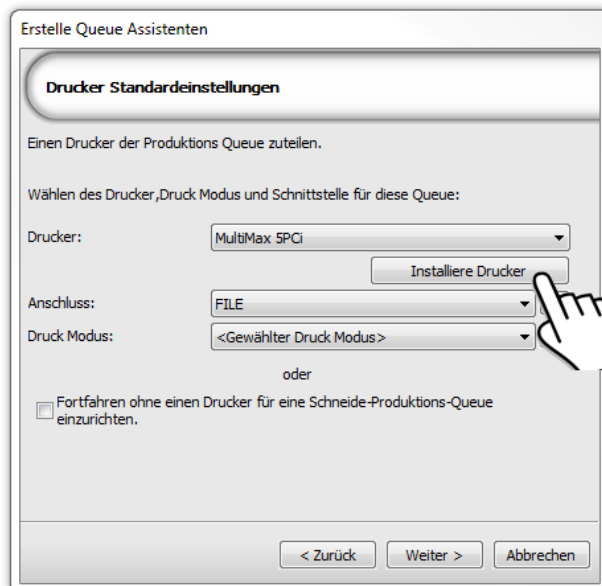 Erstelle Queue Assistenten
Drucker Standardeinstellungen
Einen Drucker der Produktions Queue zuteilen.
Wählen des Drucker,Druck Modus und Schnittstelle für diese Queue:
Drucker: MultiMax 5PCi
Installiere Drucker
Anschluss: FILE
Druck Modus: <Gewählter Druck Modus>
oder
Fortfahren ohne einen Drucker für eine Schneide-Produktions-Queue
einzurichten.
< Zurück Weiter > Abbrechen